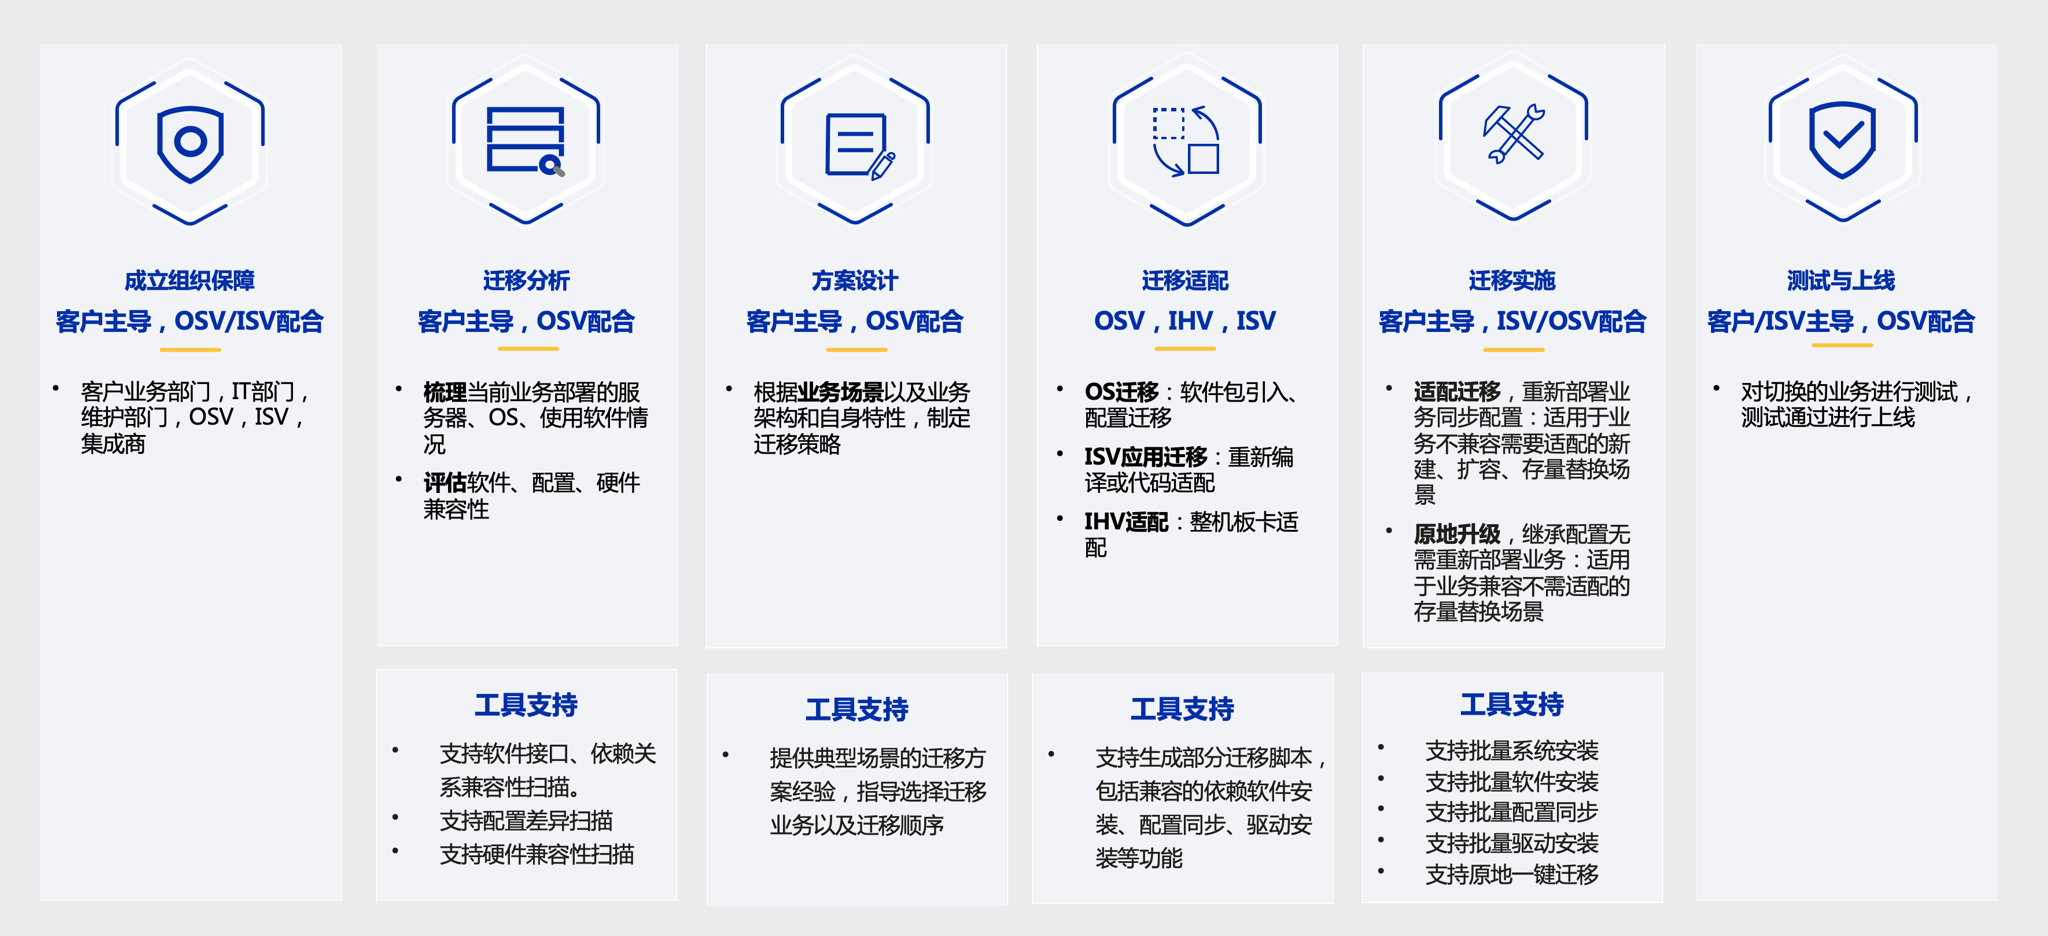 成立组织保障
客户主导，OSV/ISV配合
• 客户业务部门，IT部门，
维护部门，OSV，ISV，
集成商
迁移分析
客户主导，OSV配合
• 梳理当前业务部署的服
务器、OS、使用软件情
况
• 评估软件、配置、硬件
兼容性
工具支持
• 支持软件接口、依赖关
系兼容性扫描。
• 支持配置差异扫描
• 支持硬件兼容性扫描
方案设计
客户主导，OSV配合
• 根据业务场景以及业务
架构和自身特性，制定
迁移策略
工具支持
• 提供典型场景的迁移方
案经验，指导选择迁移
业务以及迁移顺序
迁移适配
OSV，IHV，ISV
• OS迁移：软件包引入、
配置迁移
• ISV应用迁移：重新编
译或代码适配
• IHV适配：整机板卡适
配
工具支持
• 支持生成部分迁移脚本，
包括兼容的依赖软件安
装、配置同步、驱动安
装等功能
迁移实施
客户主导，ISV/OSV配合
• 适配迁移，重新部署业
务同步配置：适用于业
务不兼容需要适配的新
建、扩容、存量替换场
景
• 原地升级，继承配置无
需重新部署业务：适用
于业务兼容不需适配的
存量替换场景
工具支持
• 支持批量系统安装
• 支持批量软件安装
• 支持批量配置同步
• 支持批量驱动安装
• 支持原地一键迁移
测试与上线
客户/ISV主导，OSV配合
• 对切换的业务进行测试，
测试通过进行上线